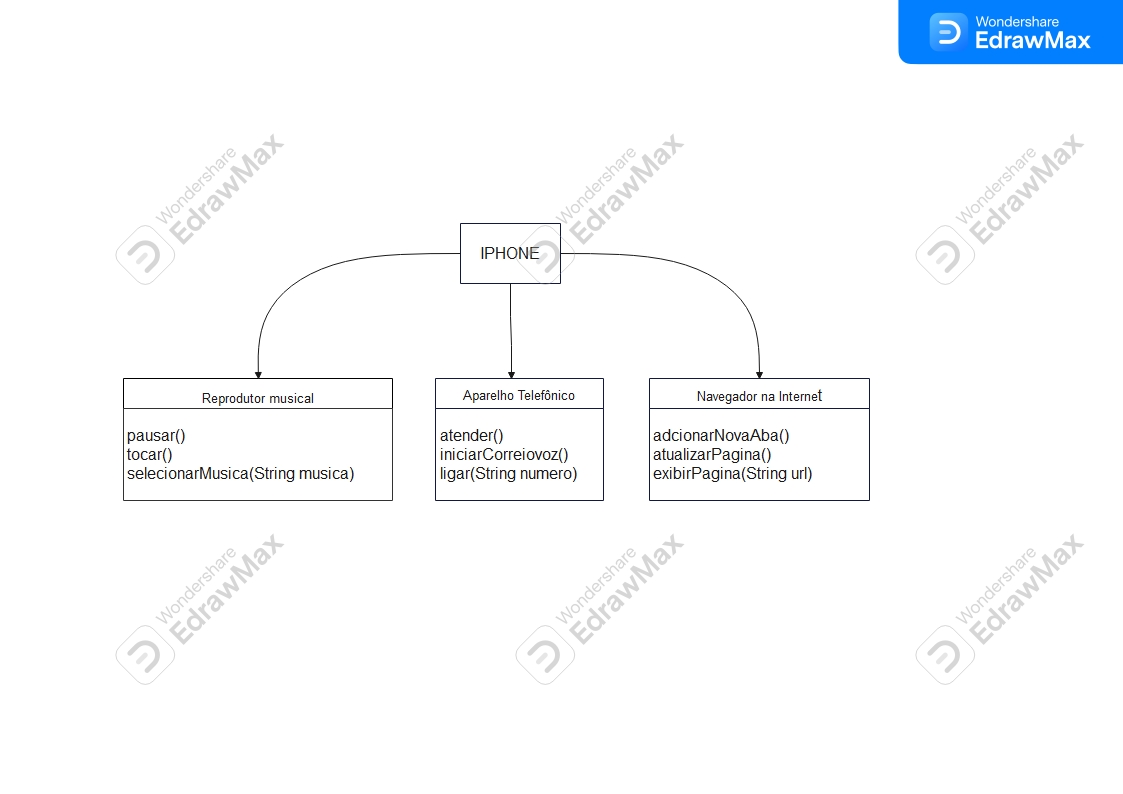 Wondershare
EdrawMax
Wondershare
EdrawMax
Wondershare
EdrawMax
Wondershare
EdrawMax
IPHONE
Reprodutor musical
pausar()
tocar()
selecionarMusica(String musica)
Aparelho Telefônico
atender()
iniciarCorreiovoz()
ligar(String numero)
Navegador na Internet
adcionarNovaAba()
atualizarPagina()
exibirPagina(String url)
Wondershare
EdrawMax
Wondershare
EdrawMax
Wondershare
EdrawMax